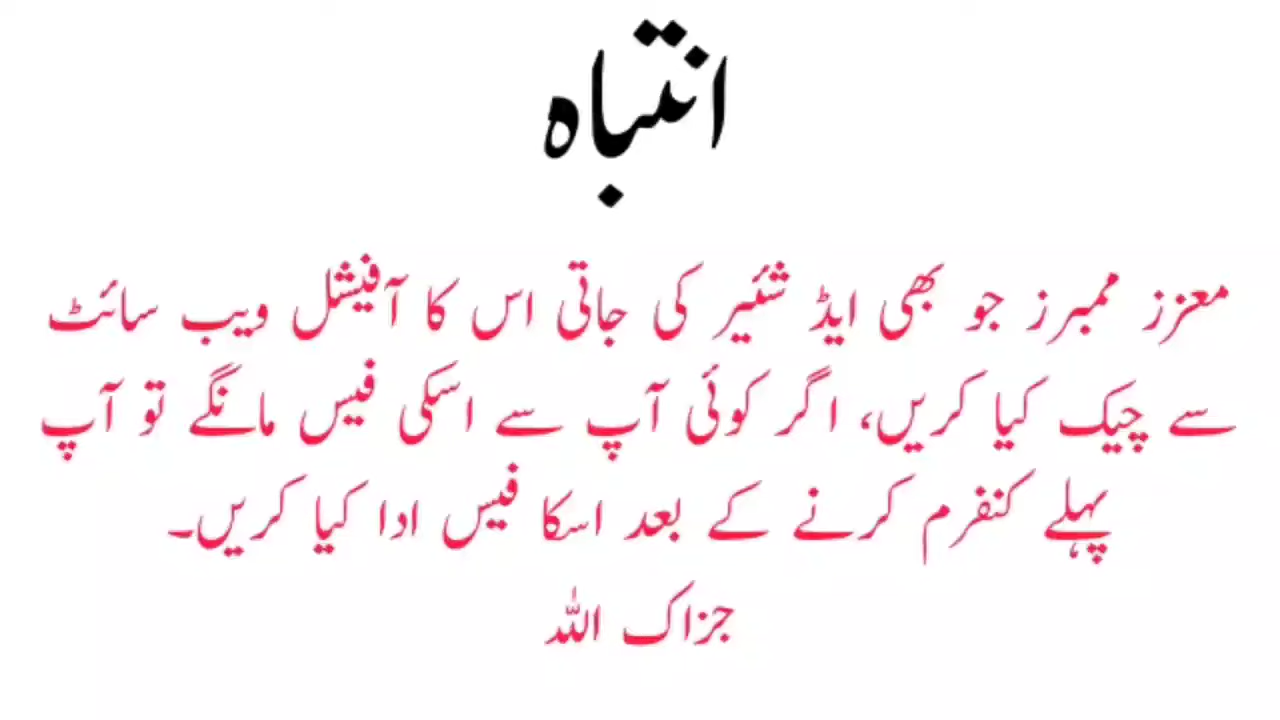 انتباہ
معزز ممبرز جو بھی ایڈ شئیر کی جاتی اس کا آفیشل ویب سائٹ
سے چیک کیا کریں، اگر کوئی آپ سے اسکی فیس مانگے تو آپ
پہلے کنفرم کرنے کے بعد اسکا فیس ادا کیا کریں۔
جزاک اللہ